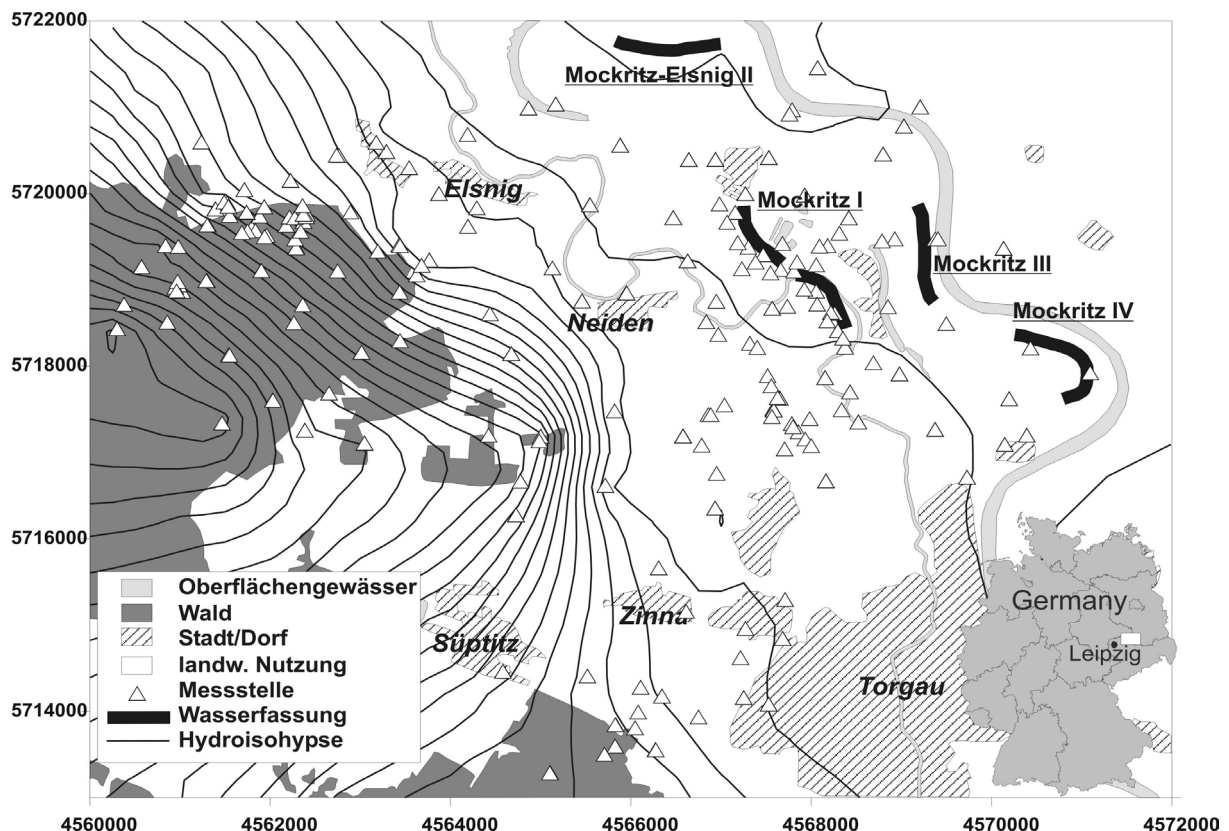 5722000
5720000
5718000
5716000
5714000
Mockritz-Elsnig II
Elsnig
Mockritz I
Mockritz III
Neiden
Mockritz IV
Oberflächengewässer
Wald
Stadt/Dorf
landw. Nutzung
Messstelle
Wasserfassung
Hydroisohypse
Zinna
Süptitz
Torgau
Germany
Leipzig
4560000
4562000
4564000
4566000
4568000
4570000
4572000